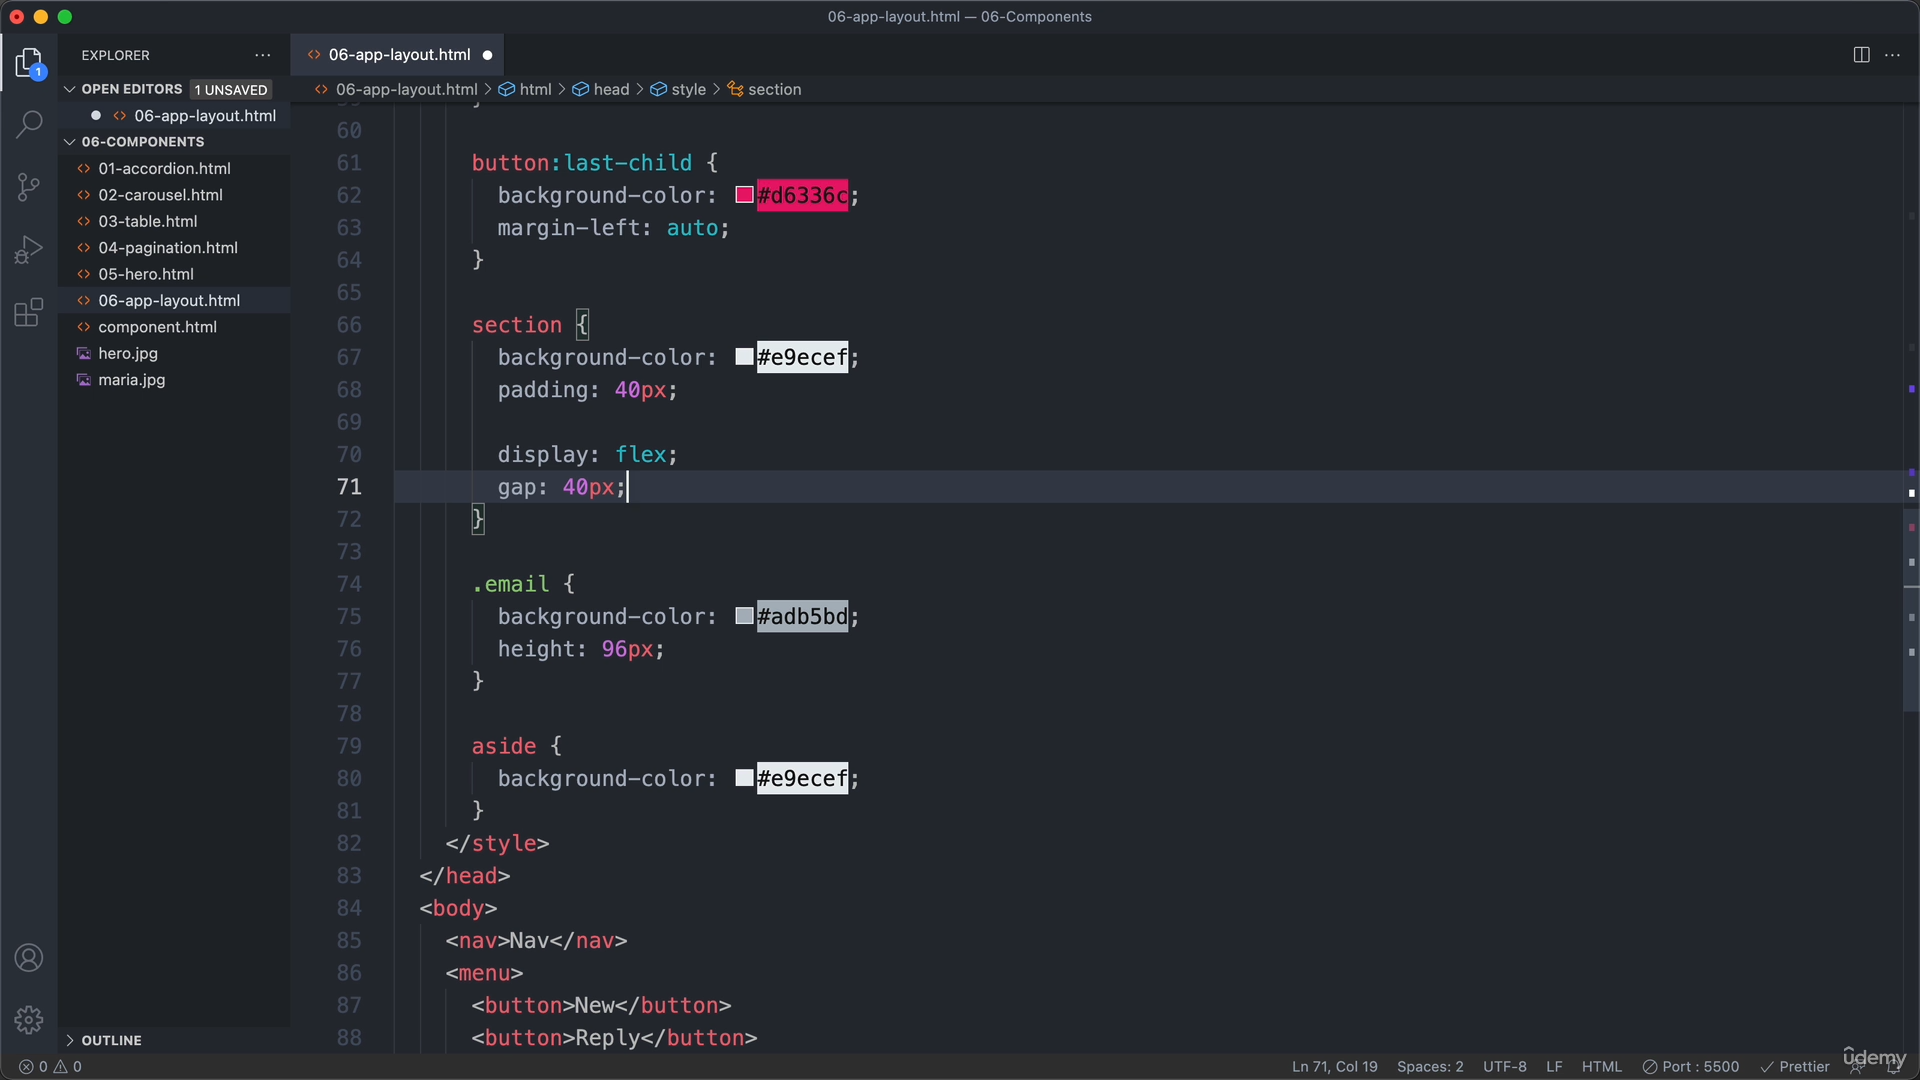 06-app-layout.html — 06-Components
EXPLORER
06-app-layout.html
OPEN EDITORS 1 UNSAVED
06-app-layout.html > html > head > style > section
1
06-app-layout.html
06-COMPONENTS
01-accordion.html
02-carousel.html
03-table.html
04-pagination.html
05-hero.html
06-app-layout.html
component.html
hero.jpg
maria.jpg
OUTLINE
60
61 button:last-child {
62 background-color: #d6336c;
63 margin-left: auto;
64 }
65
66 section {
67 background-color: #e9ecef;
68 padding: 40px;
69
70 display: flex;
71 gap: 40px;
72 }
73
74 .email {
75 background-color: #adb5bd;
76 height: 96px;
77 }
78
79 aside {
80 background-color: #e9ecef;
81 }
82 </style>
83 </head>
84 <body>
85 <nav>Nav</nav>
86 <menu>
87 <button>New</button>
88 <button>Reply</button>
0 0 Ln 71, Col 19 Spaces: 2 UTF-8 LF HTML Port : 5500 Prettier
ûdemy